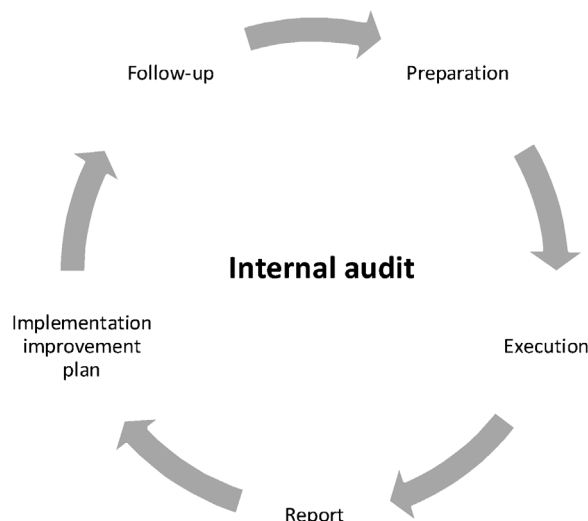 Follow-up
Preparation
Internal audit
Implementation
improvement
plan
Execution
Report